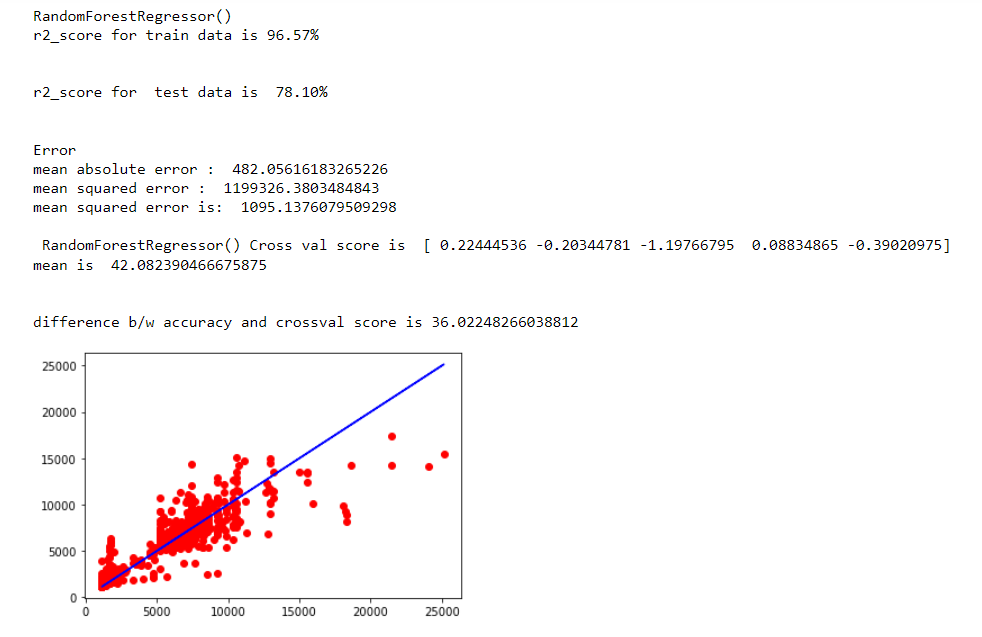 RandomForestRegressor()
r2_score for train data is 96.57%
r2_score for  test data is  78.10%
Error
mean absolute error :  482.05616183265226
mean squared error :  1199326.3803484843
mean squared error is:  1095.1376079509298
RandomForestRegressor() Cross val score is  [ 0.22444536 -0.20344781 -1.19766795  0.08834865 -0.39020975]
mean is  42.082390466675875
difference b/w accuracy and crossval score is 36.02248266038812
25000
20000
15000
10000
5000
0
0 5000 10000 15000 20000 25000